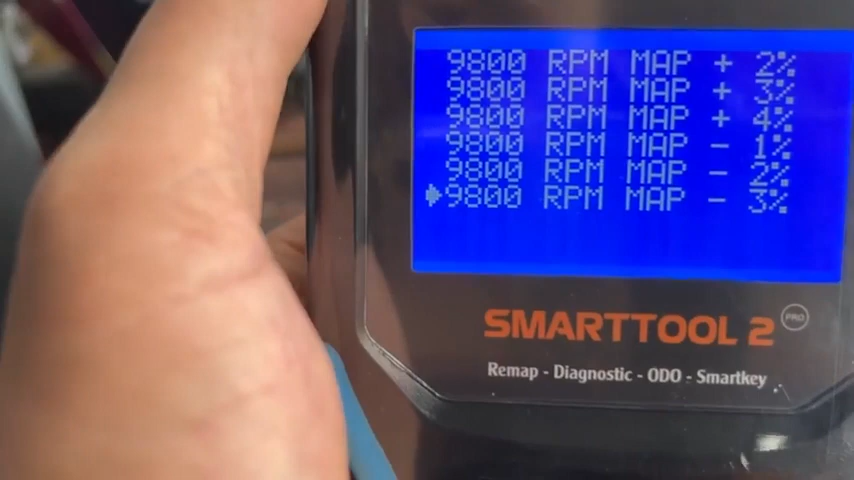 9800 RPM MAP + 2%
9800 RPM MAP + 3%
9800 RPM MAP + 4%
9800 RPM MAP - 1%
9800 RPM MAP - 2%
9800 RPM MAP - 3%
SMARTTOOL 2 PRO
Remap - Diagnostic - ODO - Smartkey